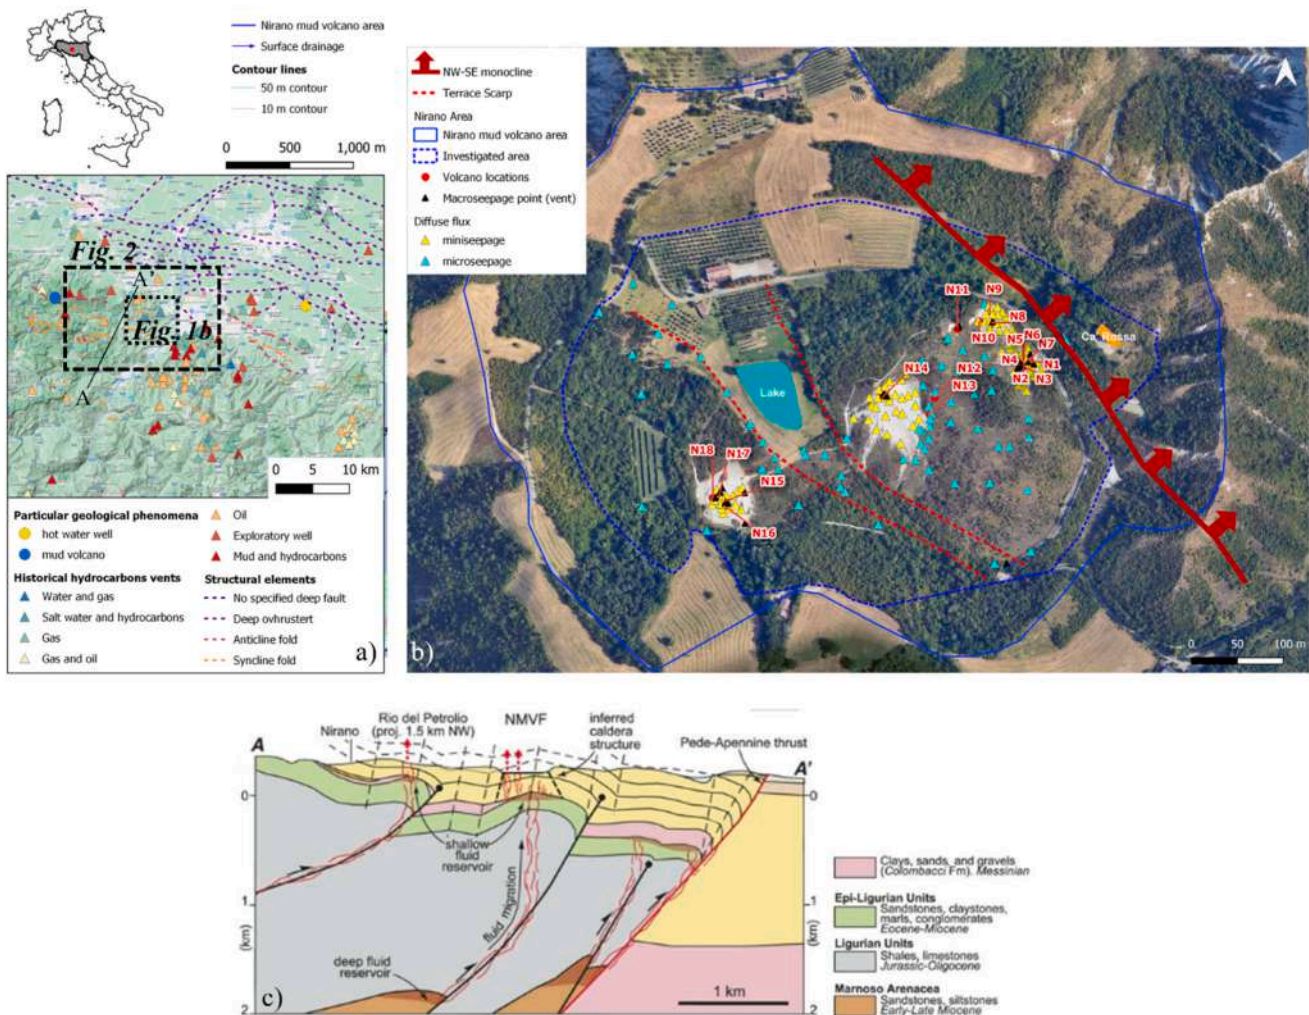 Nirano mud volcano area
Surface drainage
Contour lines
50 m contour
10 m contour
0 500 1,000 m
Fig. 2
A'
Fig. 1b
A
0 5 10 km
Particular geological phenomena
hot water well
mud volcano
Historical hydrocarbons vents
Water and gas
Salt water and hydrocarbons
Gas
Gas and oil
Oil
Exploratory well
Mud and hydrocarbons
Structural elements
No specified deep fault
Deep ovhrustert
Anticline fold
Syncline fold
a)
b)
NW-SE monocline
Terrace Scarp
Nirano Area
Nirano mud volcano area
Investigated area
Volcano locations
Macroseepage point (vent)
Diffuse flux
miniseepage
microseepage
N9
N11
N8
N10
N5
N6
N7
N4
N1
N12
N2
N3
N14
N13
Ca' Rossa
Lake
N18
N17
N15
N16
0 50 100 m
A
Nirano
Rio del Petrolio
(proj. 1.5 km NW)
NMVF
inferred
caldera
structure
Pede-Apennine thrust
A'
0
shallow
fluid
reservoir
fluid migration
deep fluid
reservoir
1
(km)
2
0
1
(km)
2
1 km
c)
Clays, sands, and gravels
(Colombacci Fm). Messinian
Epi-Ligurian Units
Sandstones, claystones,
marls, conglomerates
Eocene-Miocene
Ligurian Units
Shales, limestones
Jurassic-Oligocene
Marnoso Arenacea
Sandstones, siltstones
Early-Late Miocene